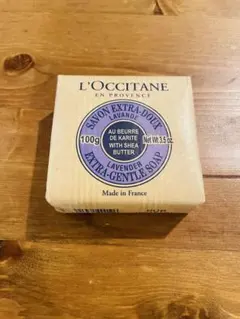 L'OCCITANE
EN PROVENCE
SAVON EXTRA-DOUX
LAVANDE
100g
AU BEURRE
DE KARITE
WITH SHEA
BUTTER
Net Wt 3.5 oz.
LAVENDER
EXTRA-GENTLE SOAP
Made in France